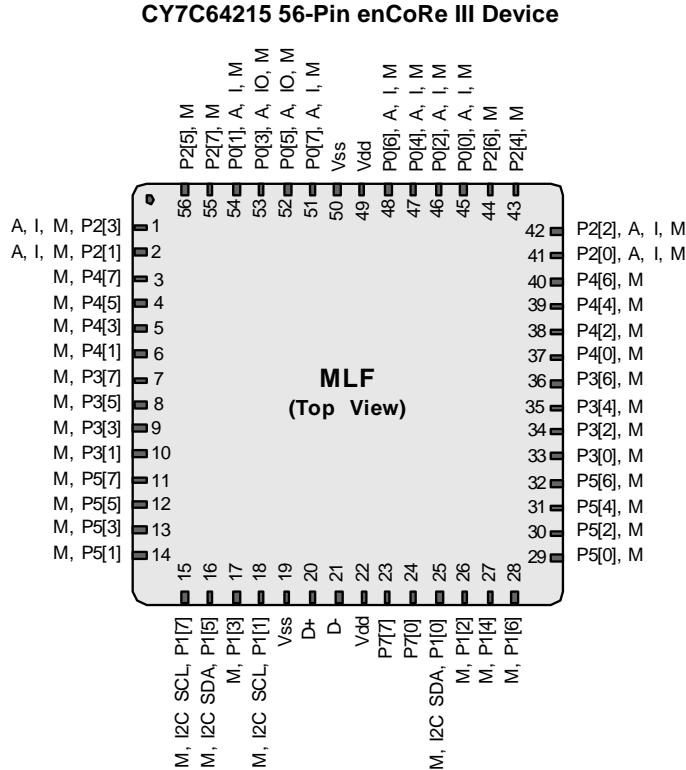 CY7C64215 56-Pin enCoRe III Device
P2[5], M
P2[7], M
P0[1], A, I, M
P0[3], A, IO, M
P0[5], A, IO, M
P0[7], A, I, M
Vss
Vdd
P0[6], A, I, M
P0[4], A, I, M
P0[2], A, I, M
P0[0], A, I, M
P2[6], M
P2[4], M
56
55
54
53
52
51
50
49
48
47
46
45
44
43
A, I, M, P2[3] 1
A, I, M, P2[1] 2
M, P4[7] 3
M, P4[5] 4
M, P4[3] 5
M, P4[1] 6
M, P3[7] 7
M, P3[5] 8
M, P3[3] 9
M, P3[1] 10
M, P5[7] 11
M, P5[5] 12
M, P5[3] 13
M, P5[1] 14
MLF
(Top View)
42 P2[2], A, I, M
41 P2[0], A, I, M
40 P4[6], M
39 P4[4], M
38 P4[2], M
37 P4[0], M
36 P3[6], M
35 P3[4], M
34 P3[2], M
33 P3[0], M
32 P5[6], M
31 P5[4], M
30 P5[2], M
29 P5[0], M
15
16
17
18
19
20
21
22
23
24
25
26
27
28
M, I2C SCL, P1[7]
M, I2C SDA, P1[5]
M, P1[3]
M, I2C SCL, P1[1]
Vss
D+
D-
Vdd
P7[7]
P7[0]
M, I2C SDA, P1[0]
M, P1[2]
M, P1[4]
M, P1[6]